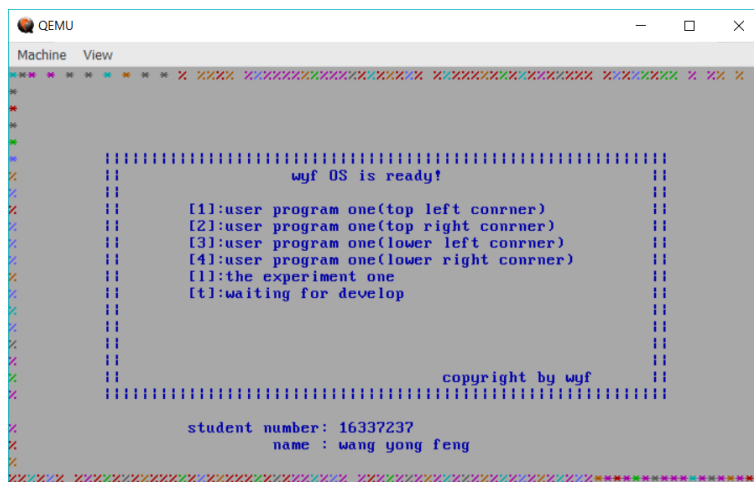 QEMU
Machine View
wyf OS is ready!
[1]:user program one(top left conrner)
[2]:user program one(top right conrner)
[3]:user program one(lower left conrner)
[4]:user program one(lower right conrner)
[l]:the experiment one
[t]:waiting for develop
copyright by wyf
student number: 16337237
name : wang yong feng